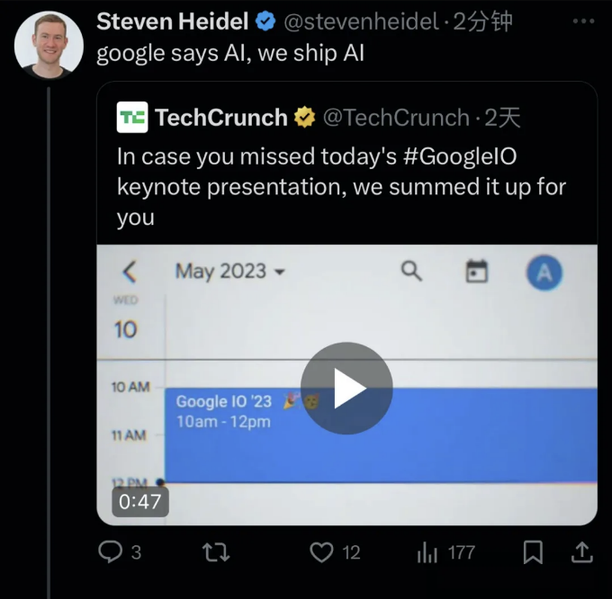 Steven Heidel @stevenheidel · 2分钟
google says AI, we ship AI
TechCrunch @TechCrunch · 2天
In case you missed today's #GoogleIO
keynote presentation, we summed it up for
you
May 2023
A
WED
10
10 AM
Google IO '23 🎉
10am - 12pm
11 AM
12 PM
0:47
3
12
177